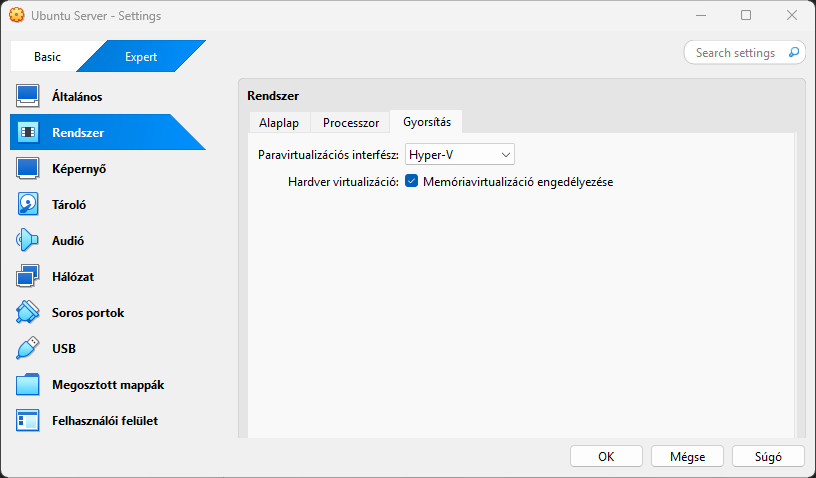 Ubuntu Server - Settings
Basic
Expert
Search settings
Általános
Rendszer
Képernyő
Tároló
Audió
Hálózat
Soros portok
USB
Megosztott mappák
Felhasználói felület
Rendszer
Alaplap
Processzor
Gyorsítás
Paravirtualizációs interfész: Hyper-V
Hardver virtualizáció: Memóriavirtualizáció engedélyezése
OK
Mégse
Súgó